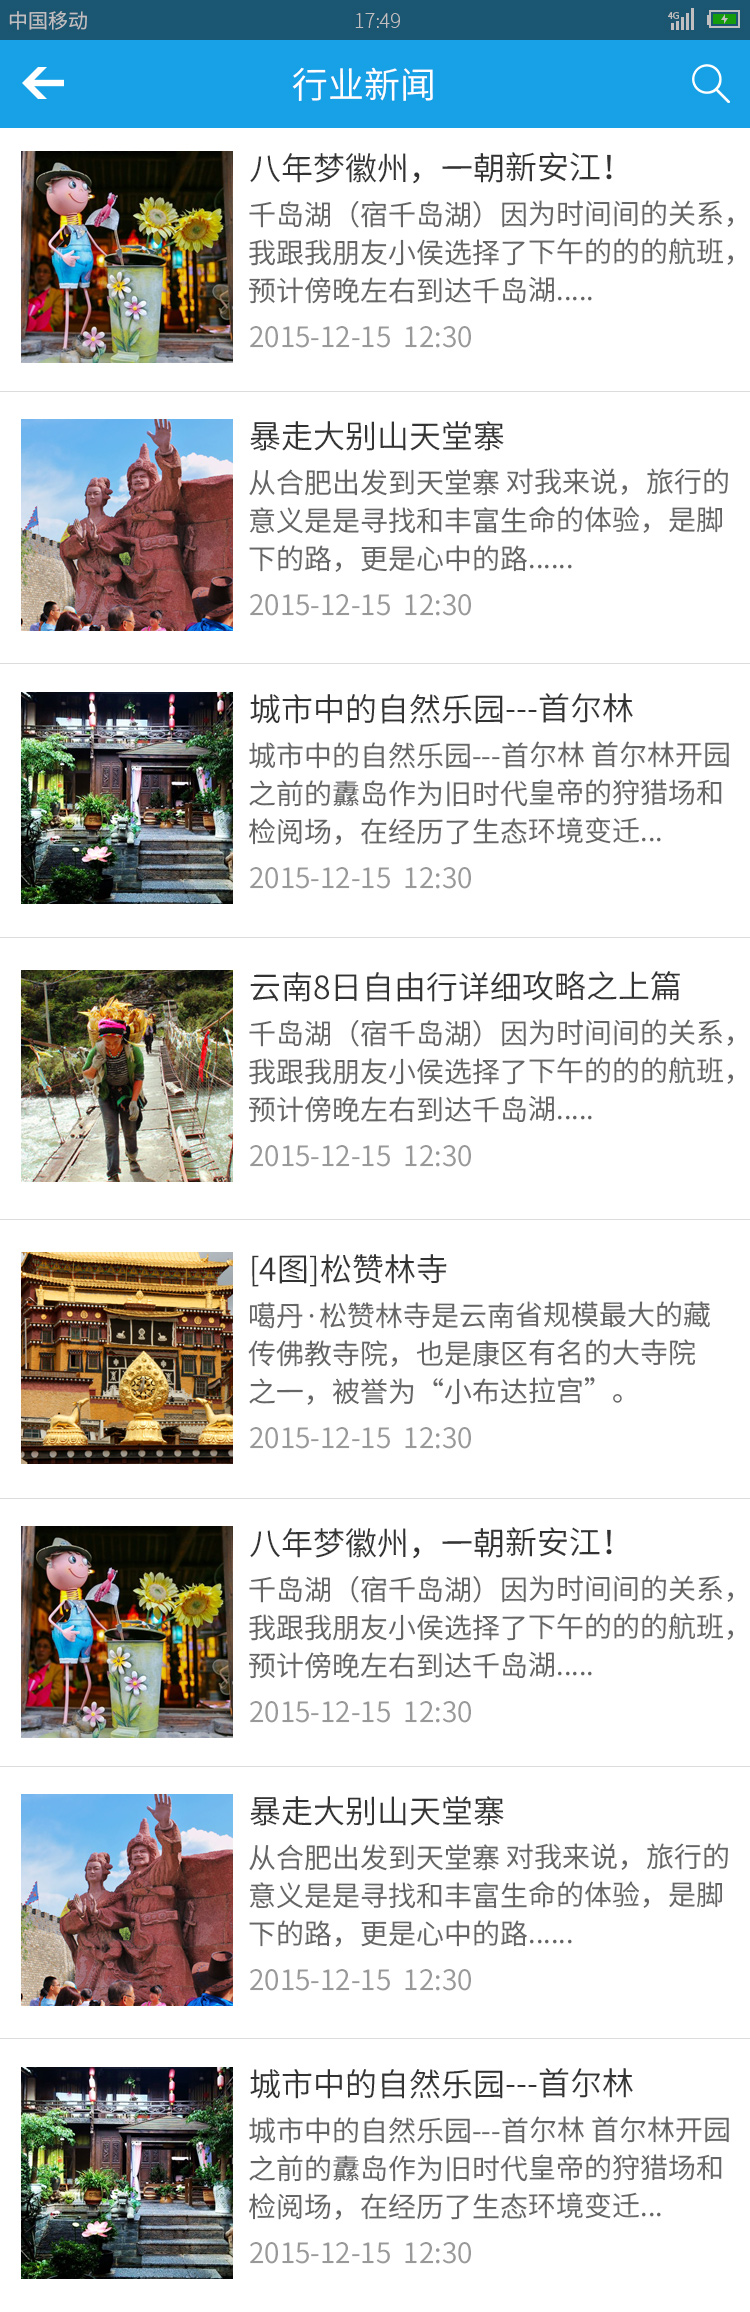 中国移动 17:49 4G
行业新闻
八年梦徽州，一朝新安江！
千岛湖（宿千岛湖）因为时间间的关系，
我跟我朋友小侯选择了下午的的的航班，
预计傍晚左右到达千岛湖.....
2015-12-15 12:30
暴走大别山天堂寨
从合肥出发到天堂寨 对我来说，旅行的
意义是是寻找和丰富生命的体验，是脚
下的路，更是心中的路......
2015-12-15 12:30
城市中的自然乐园---首尔林
城市中的自然乐园---首尔林 首尔林开园
之前的纛岛作为旧时代皇帝的狩猎场和
检阅场，在经历了生态环境变迁...
2015-12-15 12:30
云南8日自由行详细攻略之上篇
千岛湖（宿千岛湖）因为时间间的关系，
我跟我朋友小侯选择了下午的的的航班，
预计傍晚左右到达千岛湖.....
2015-12-15 12:30
[4图]松赞林寺
噶丹·松赞林寺是云南省规模最大的藏
传佛教寺院，也是康区有名的大寺院
之一，被誉为“小布达拉宫”。
2015-12-15 12:30
八年梦徽州，一朝新安江！
千岛湖（宿千岛湖）因为时间间的关系，
我跟我朋友小侯选择了下午的的的航班，
预计傍晚左右到达千岛湖.....
2015-12-15 12:30
暴走大别山天堂寨
从合肥出发到天堂寨 对我来说，旅行的
意义是是寻找和丰富生命的体验，是脚
下的路，更是心中的路......
2015-12-15 12:30
城市中的自然乐园---首尔林
城市中的自然乐园---首尔林 首尔林开园
之前的纛岛作为旧时代皇帝的狩猎场和
检阅场，在经历了生态环境变迁...
2015-12-15 12:30